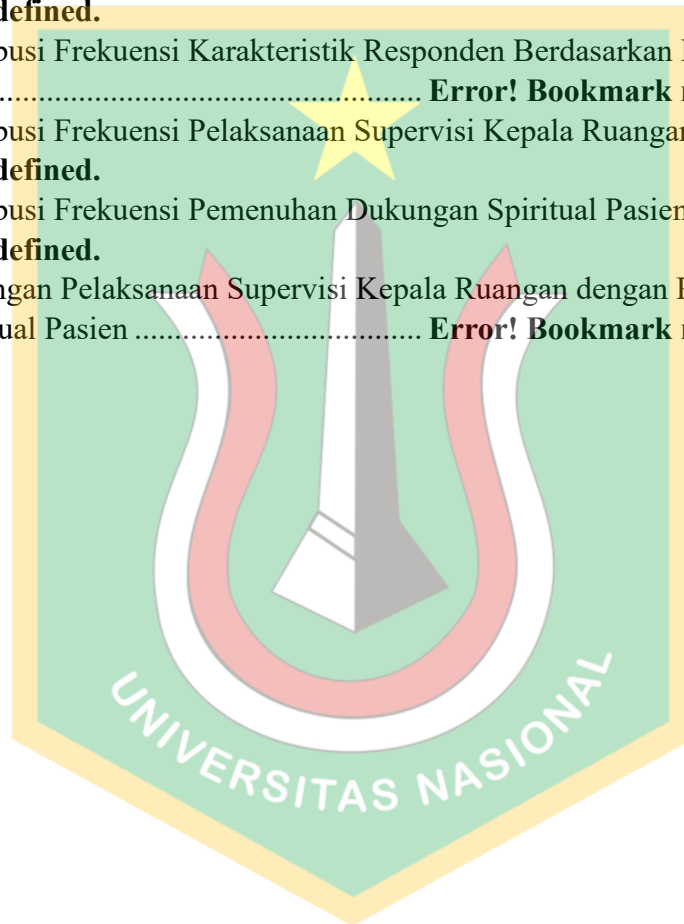 defined.
busi Frekuensi Karakteristik Responden Berdasarkan
........................................................ Error! Bookmark
busi Frekuensi Pelaksanaan Supervisi Kepala Ruangan
defined.
busi Frekuensi Pemenuhan Dukungan Spiritual Pasien
defined.
ngan Pelaksanaan Supervisi Kepala Ruangan dengan
ual Pasien .................................... Error! Bookmark
UNIVERSITAS NASIONAL